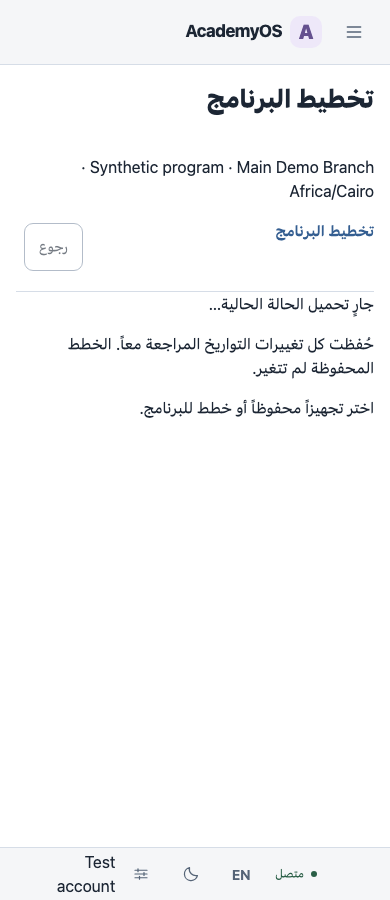 A AcademyOS
تخطيط البرنامج
Synthetic program · Main Demo Branch ·
Africa/Cairo
تخطيط البرنامج
رجوع
جارٍ تحميل الحالة الحالية...
حُفظت كل تغييرات التواريخ المراجعة معاً. الخطط
المحفوظة لم تتغير.
اختر تجهيزاً محفوظاً أو خطط للبرنامج.
متصل
EN
Test
account